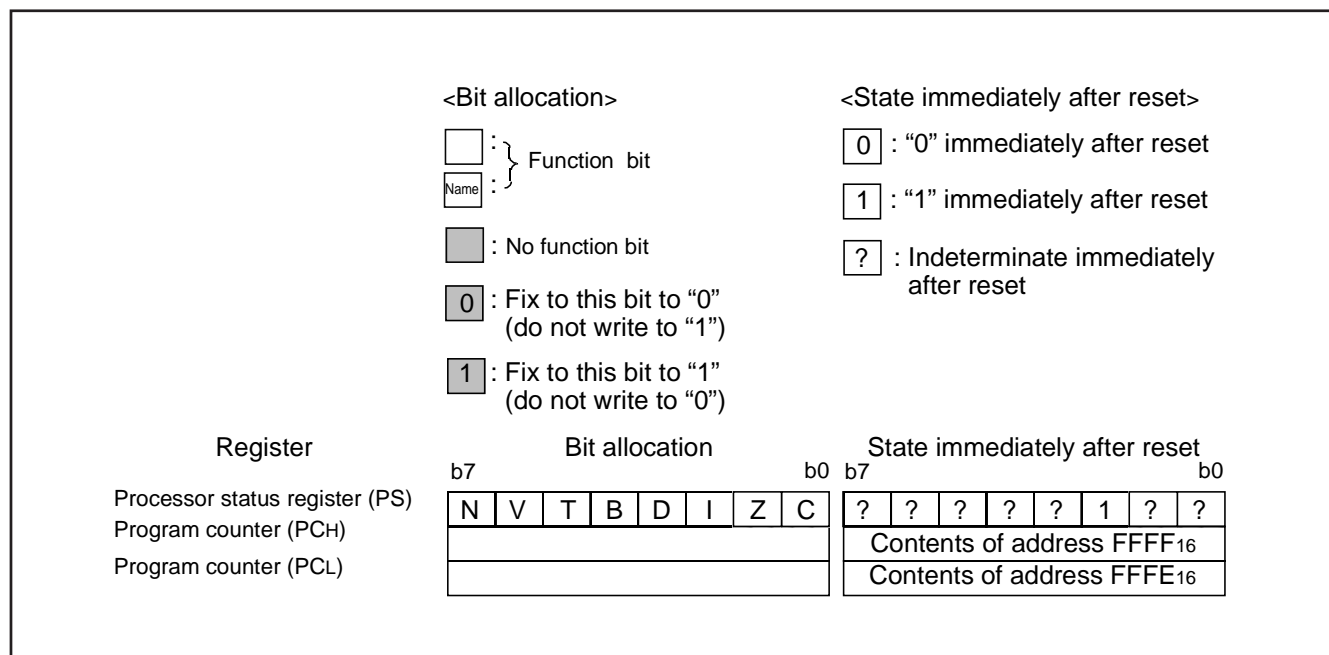 <Bit allocation>
:
Name :
Function bit
: No function bit
0 : Fix to this bit to “0”
(do not write to “1”)
1 : Fix to this bit to “1”
(do not write to “0”)
<State immediately after reset>
0 : “0” immediately after reset
1 : “1” immediately after reset
? : Indeterminate immediately
after reset
Register Bit allocation State immediately after reset
b7 b0 b7 b0
Processor status register (PS) N V T B D I Z C ? ? ? ? ? 1 ? ?
Program counter (PCH) Contents of address FFFF16
Program counter (PCL) Contents of address FFFE16